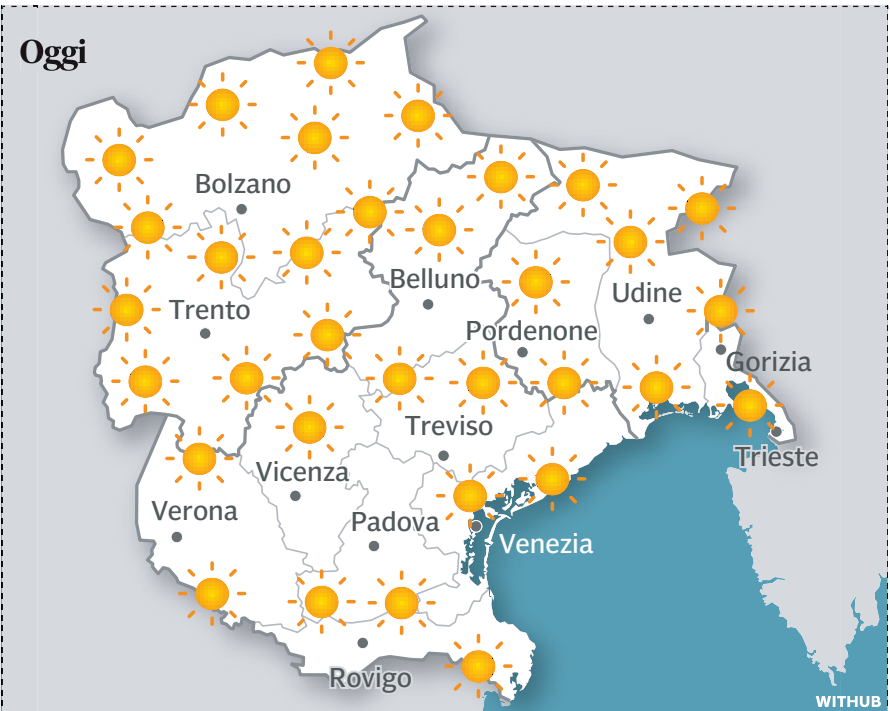 Oggi
Bolzano
Belluno
Trento
Udine
Pordenone
Gorizia
Treviso
Trieste
Vicenza
Verona
Padova
Venezia
Rovigo
WITHUB